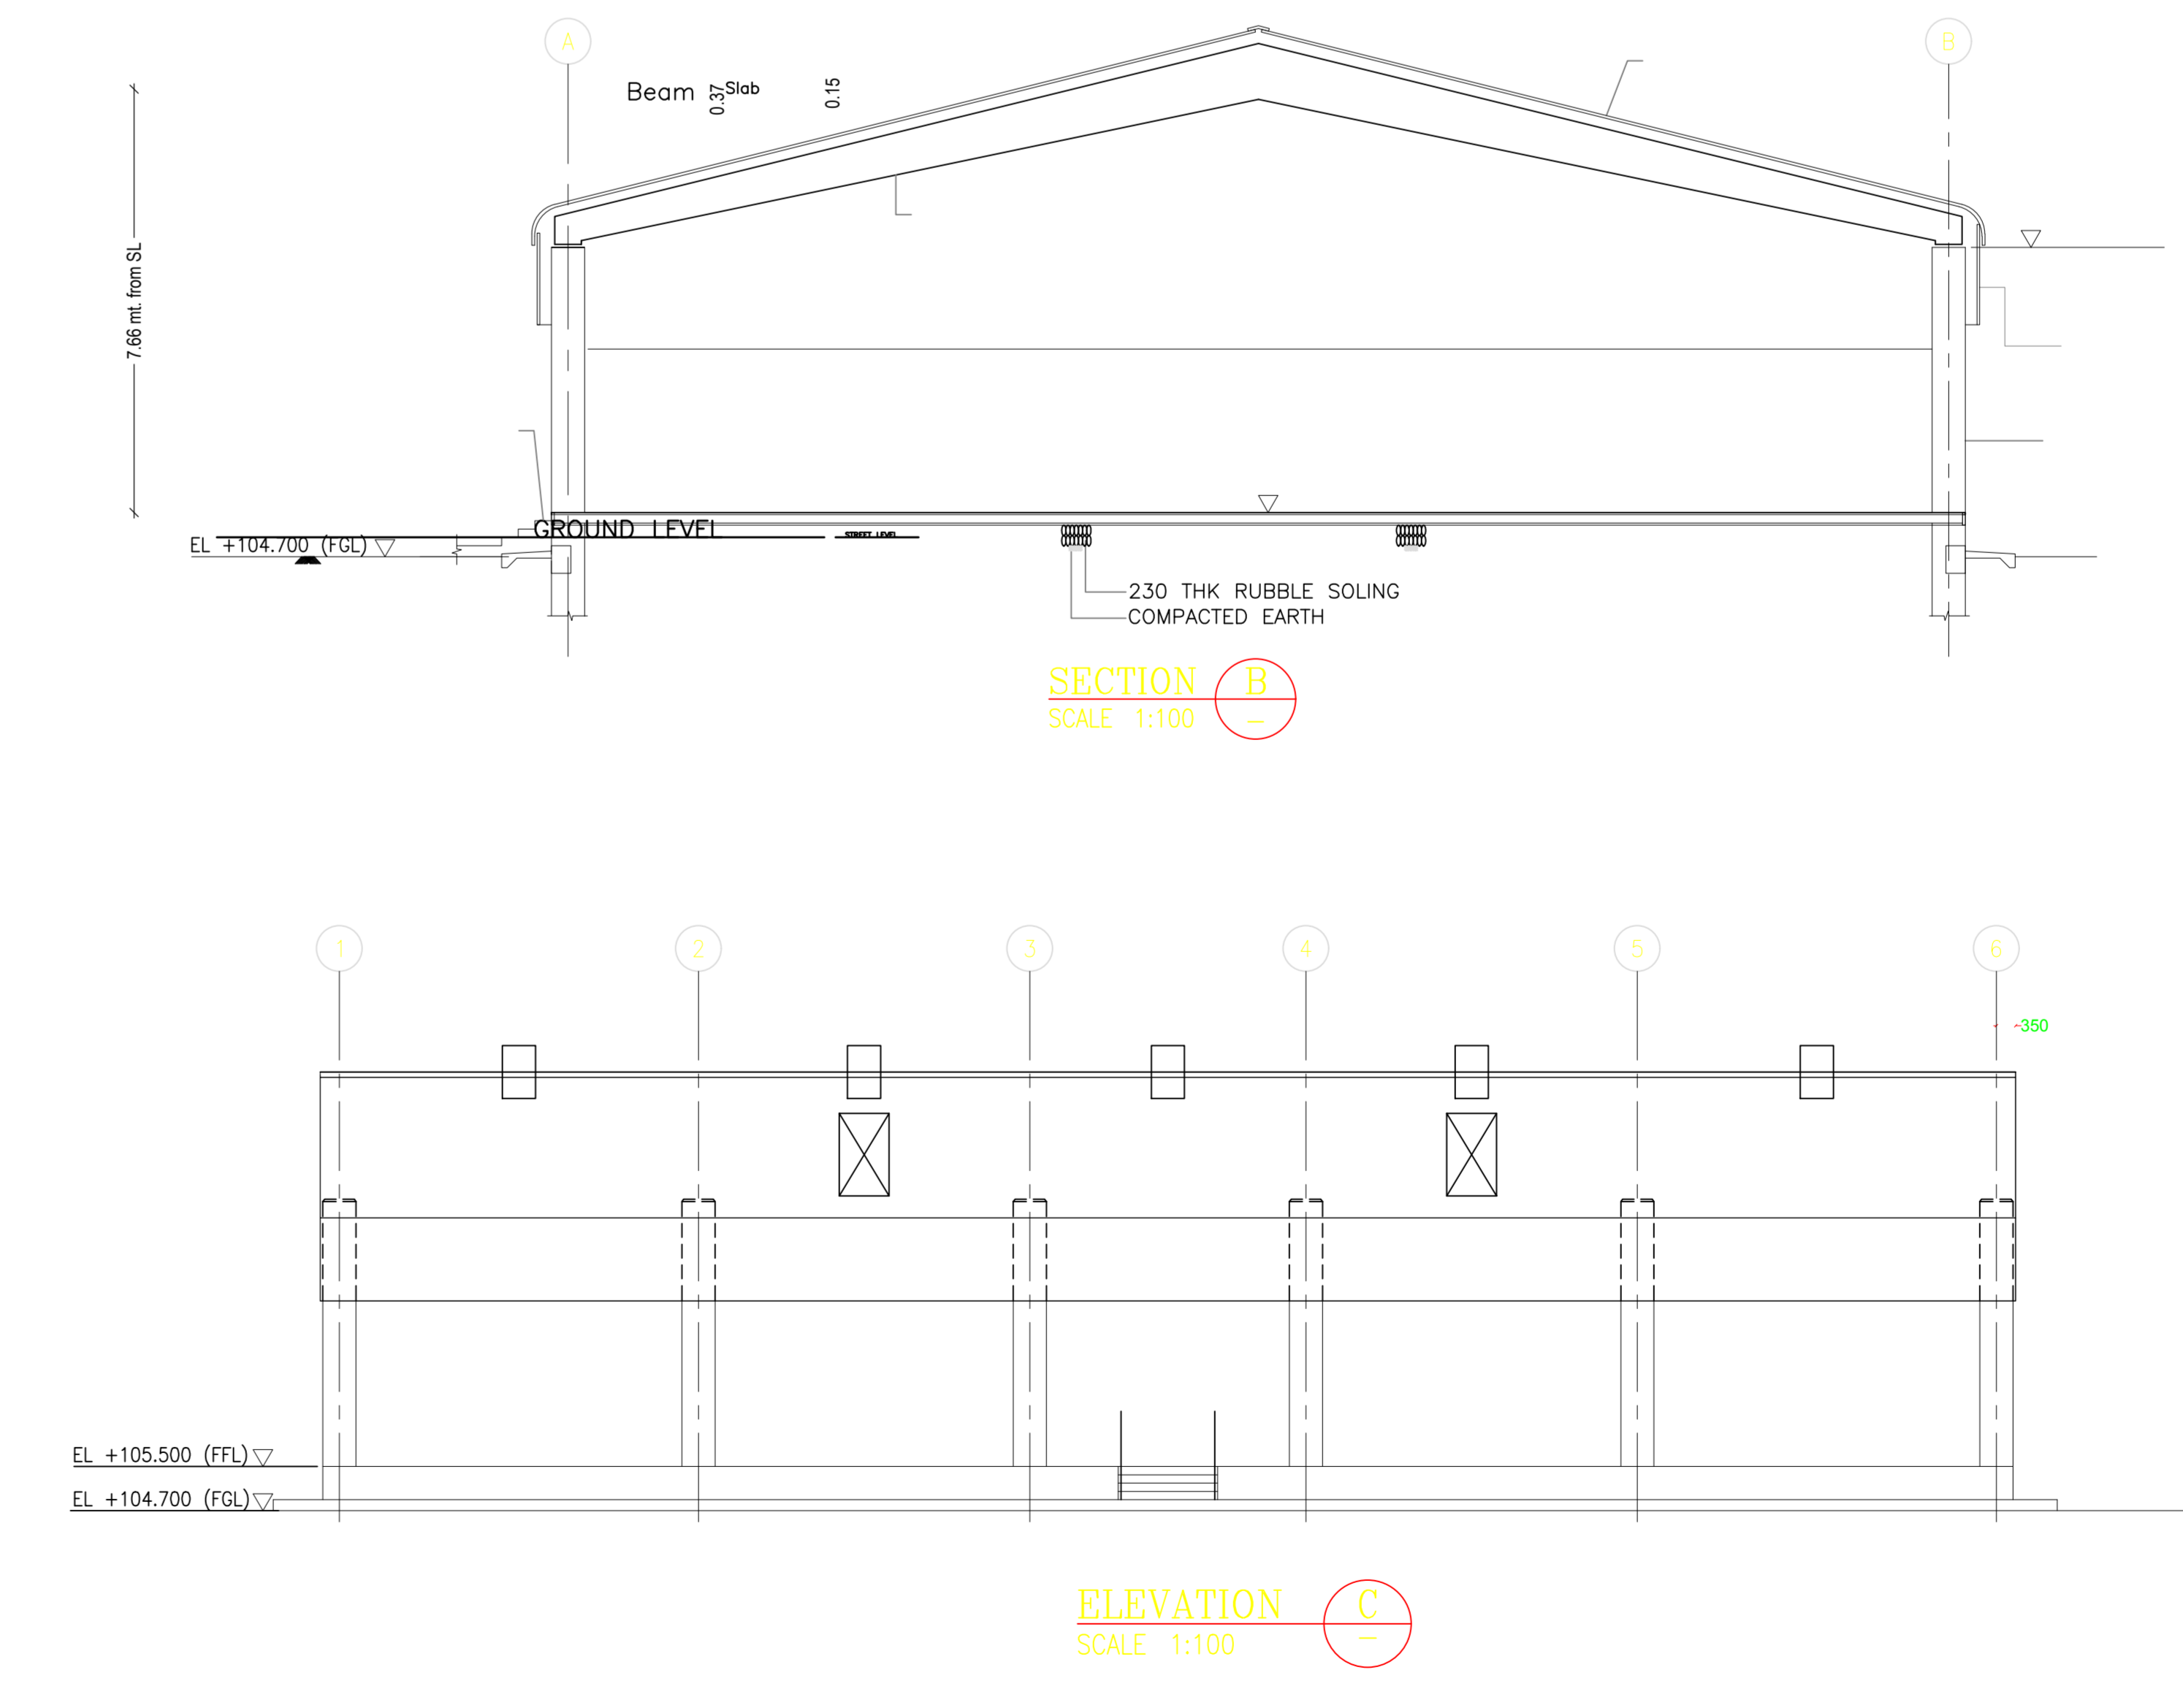 A
B
Beam
0.37
Slab
0.15
7.66 mt. from SL
GROUND LEVEL
STREET LEVEL
EL +104.700 (FGL)
230 THK RUBBLE SOLING
COMPACTED EARTH
SECTION B
SCALE 1:100
1
2
3
4
5
6
350
EL +105.500 (FFL)
EL +104.700 (FGL)
ELEVATION C
SCALE 1:100